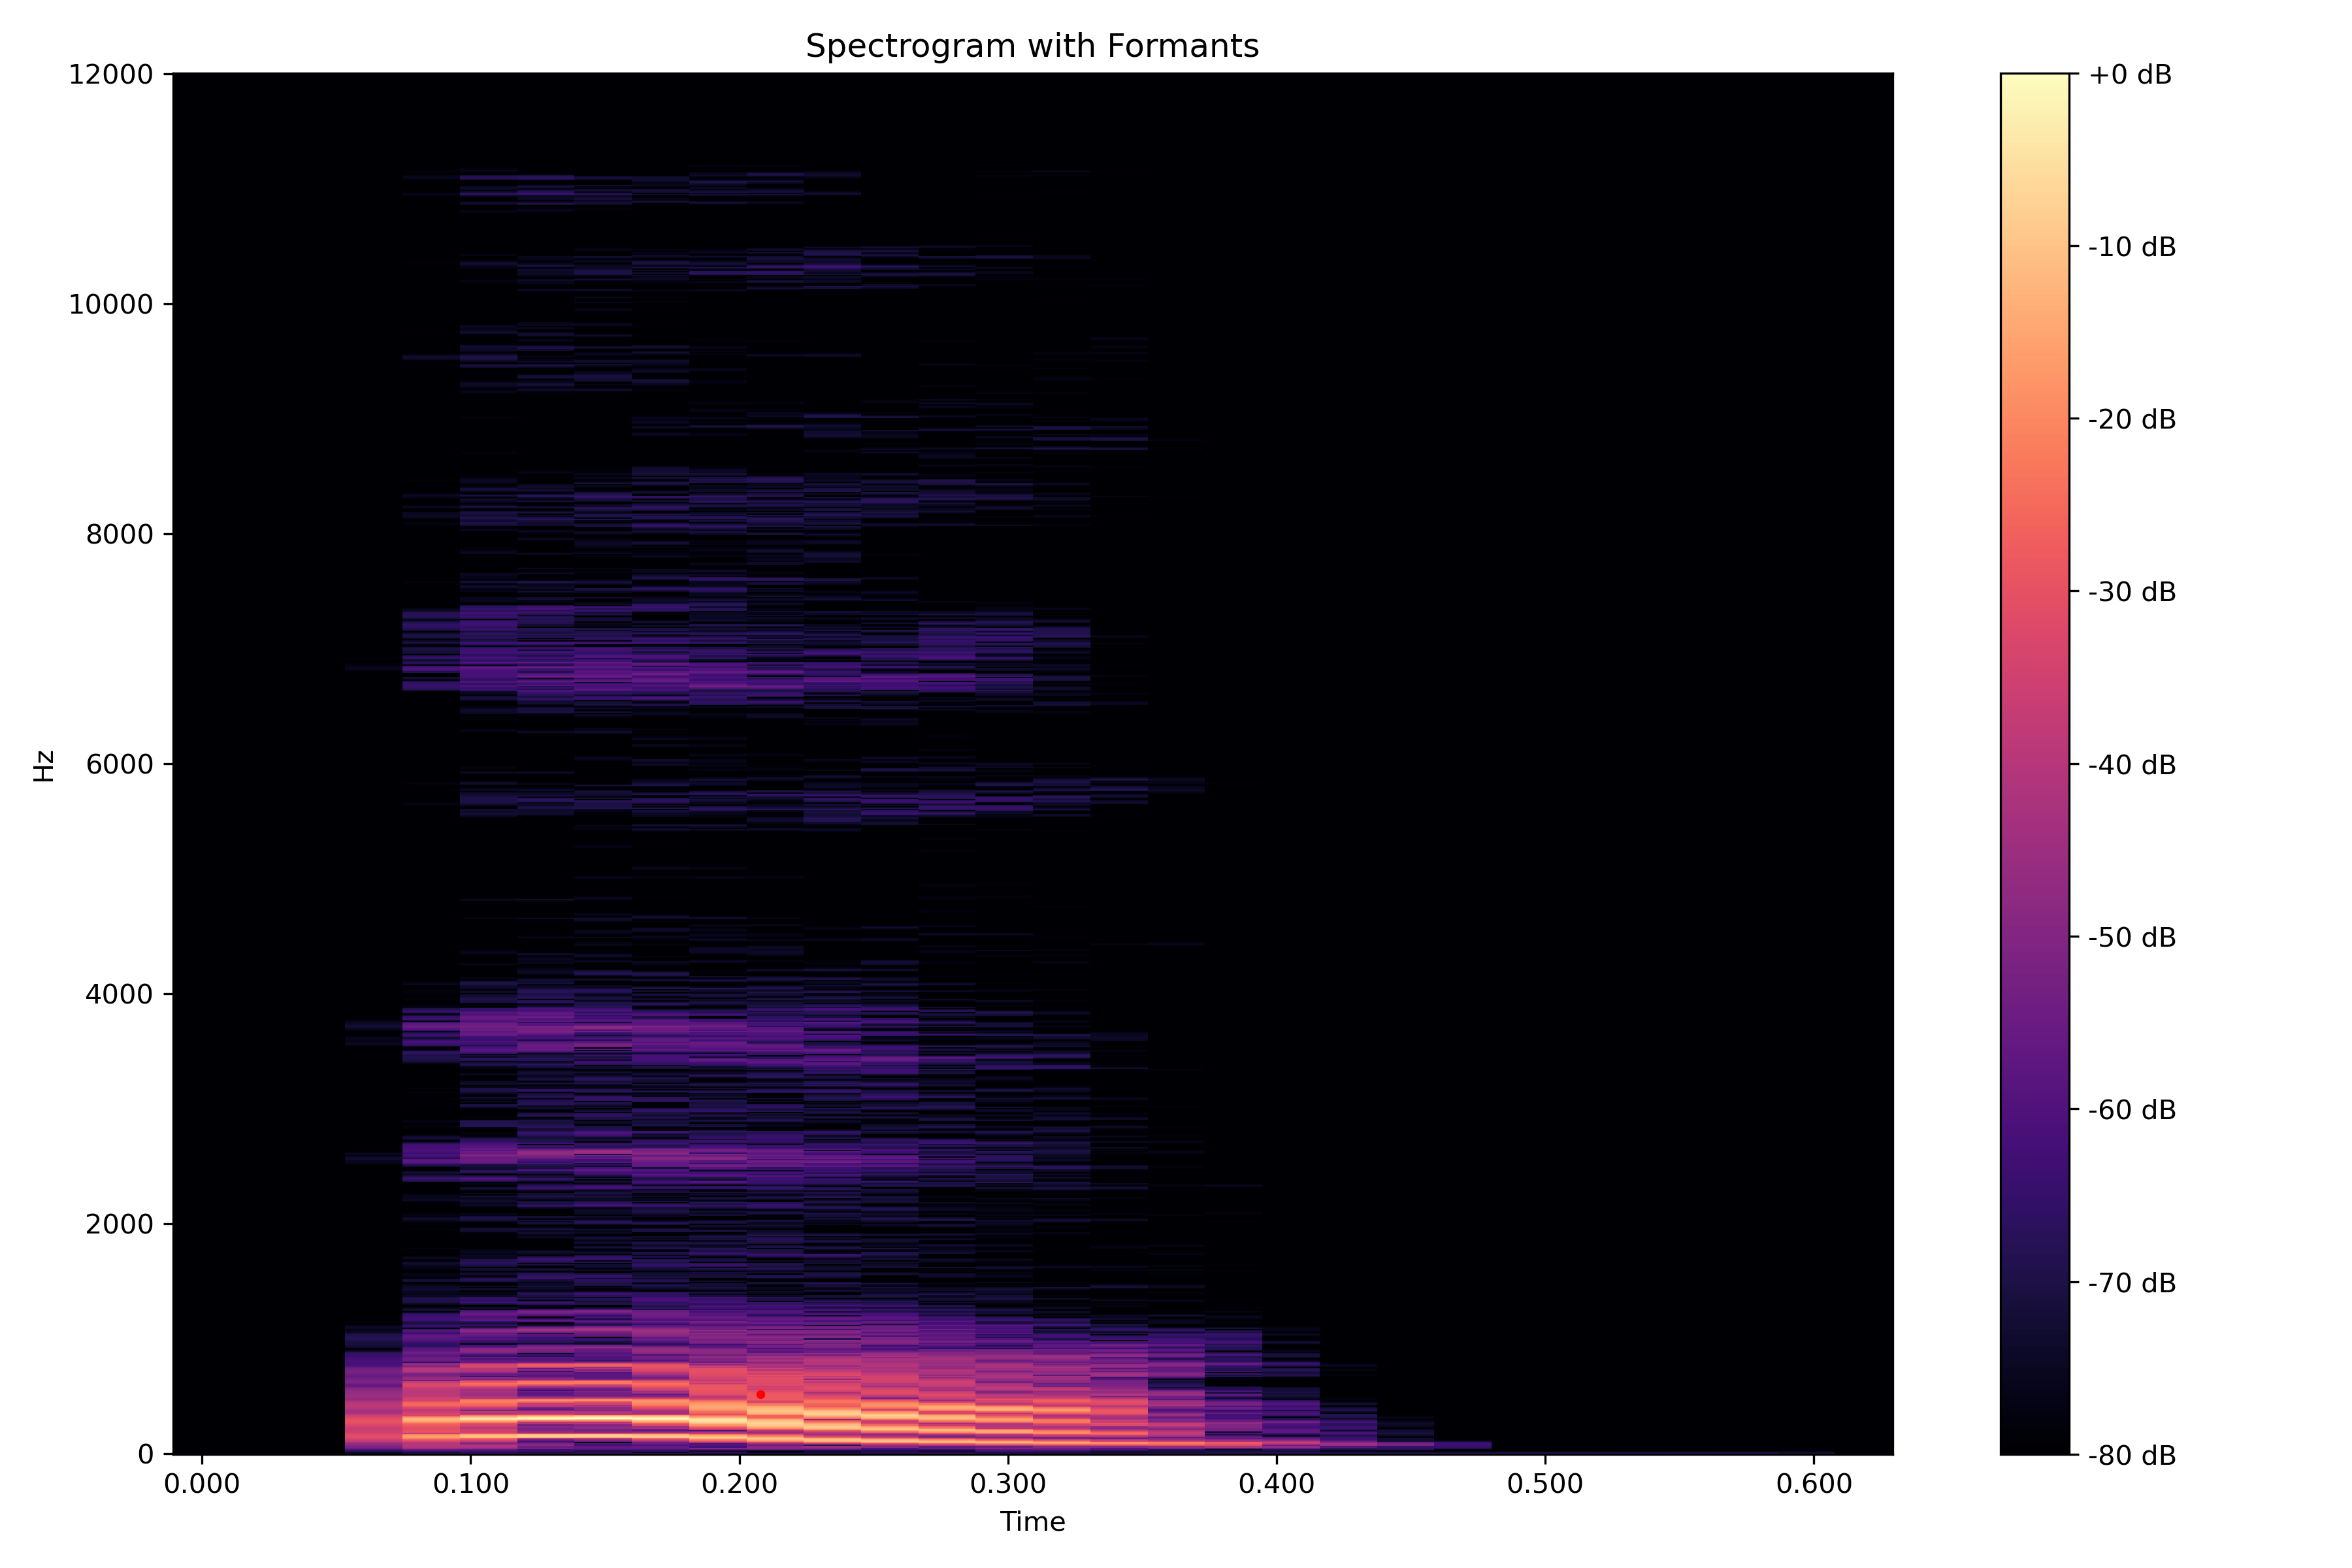 Spectrogram with Formants
12000
10000
8000
6000
4000
2000
0
Hz
0.000
0.100
0.200
0.300
0.400
0.500
0.600
Time
+0 dB
-10 dB
-20 dB
-30 dB
-40 dB
-50 dB
-60 dB
-70 dB
-80 dB